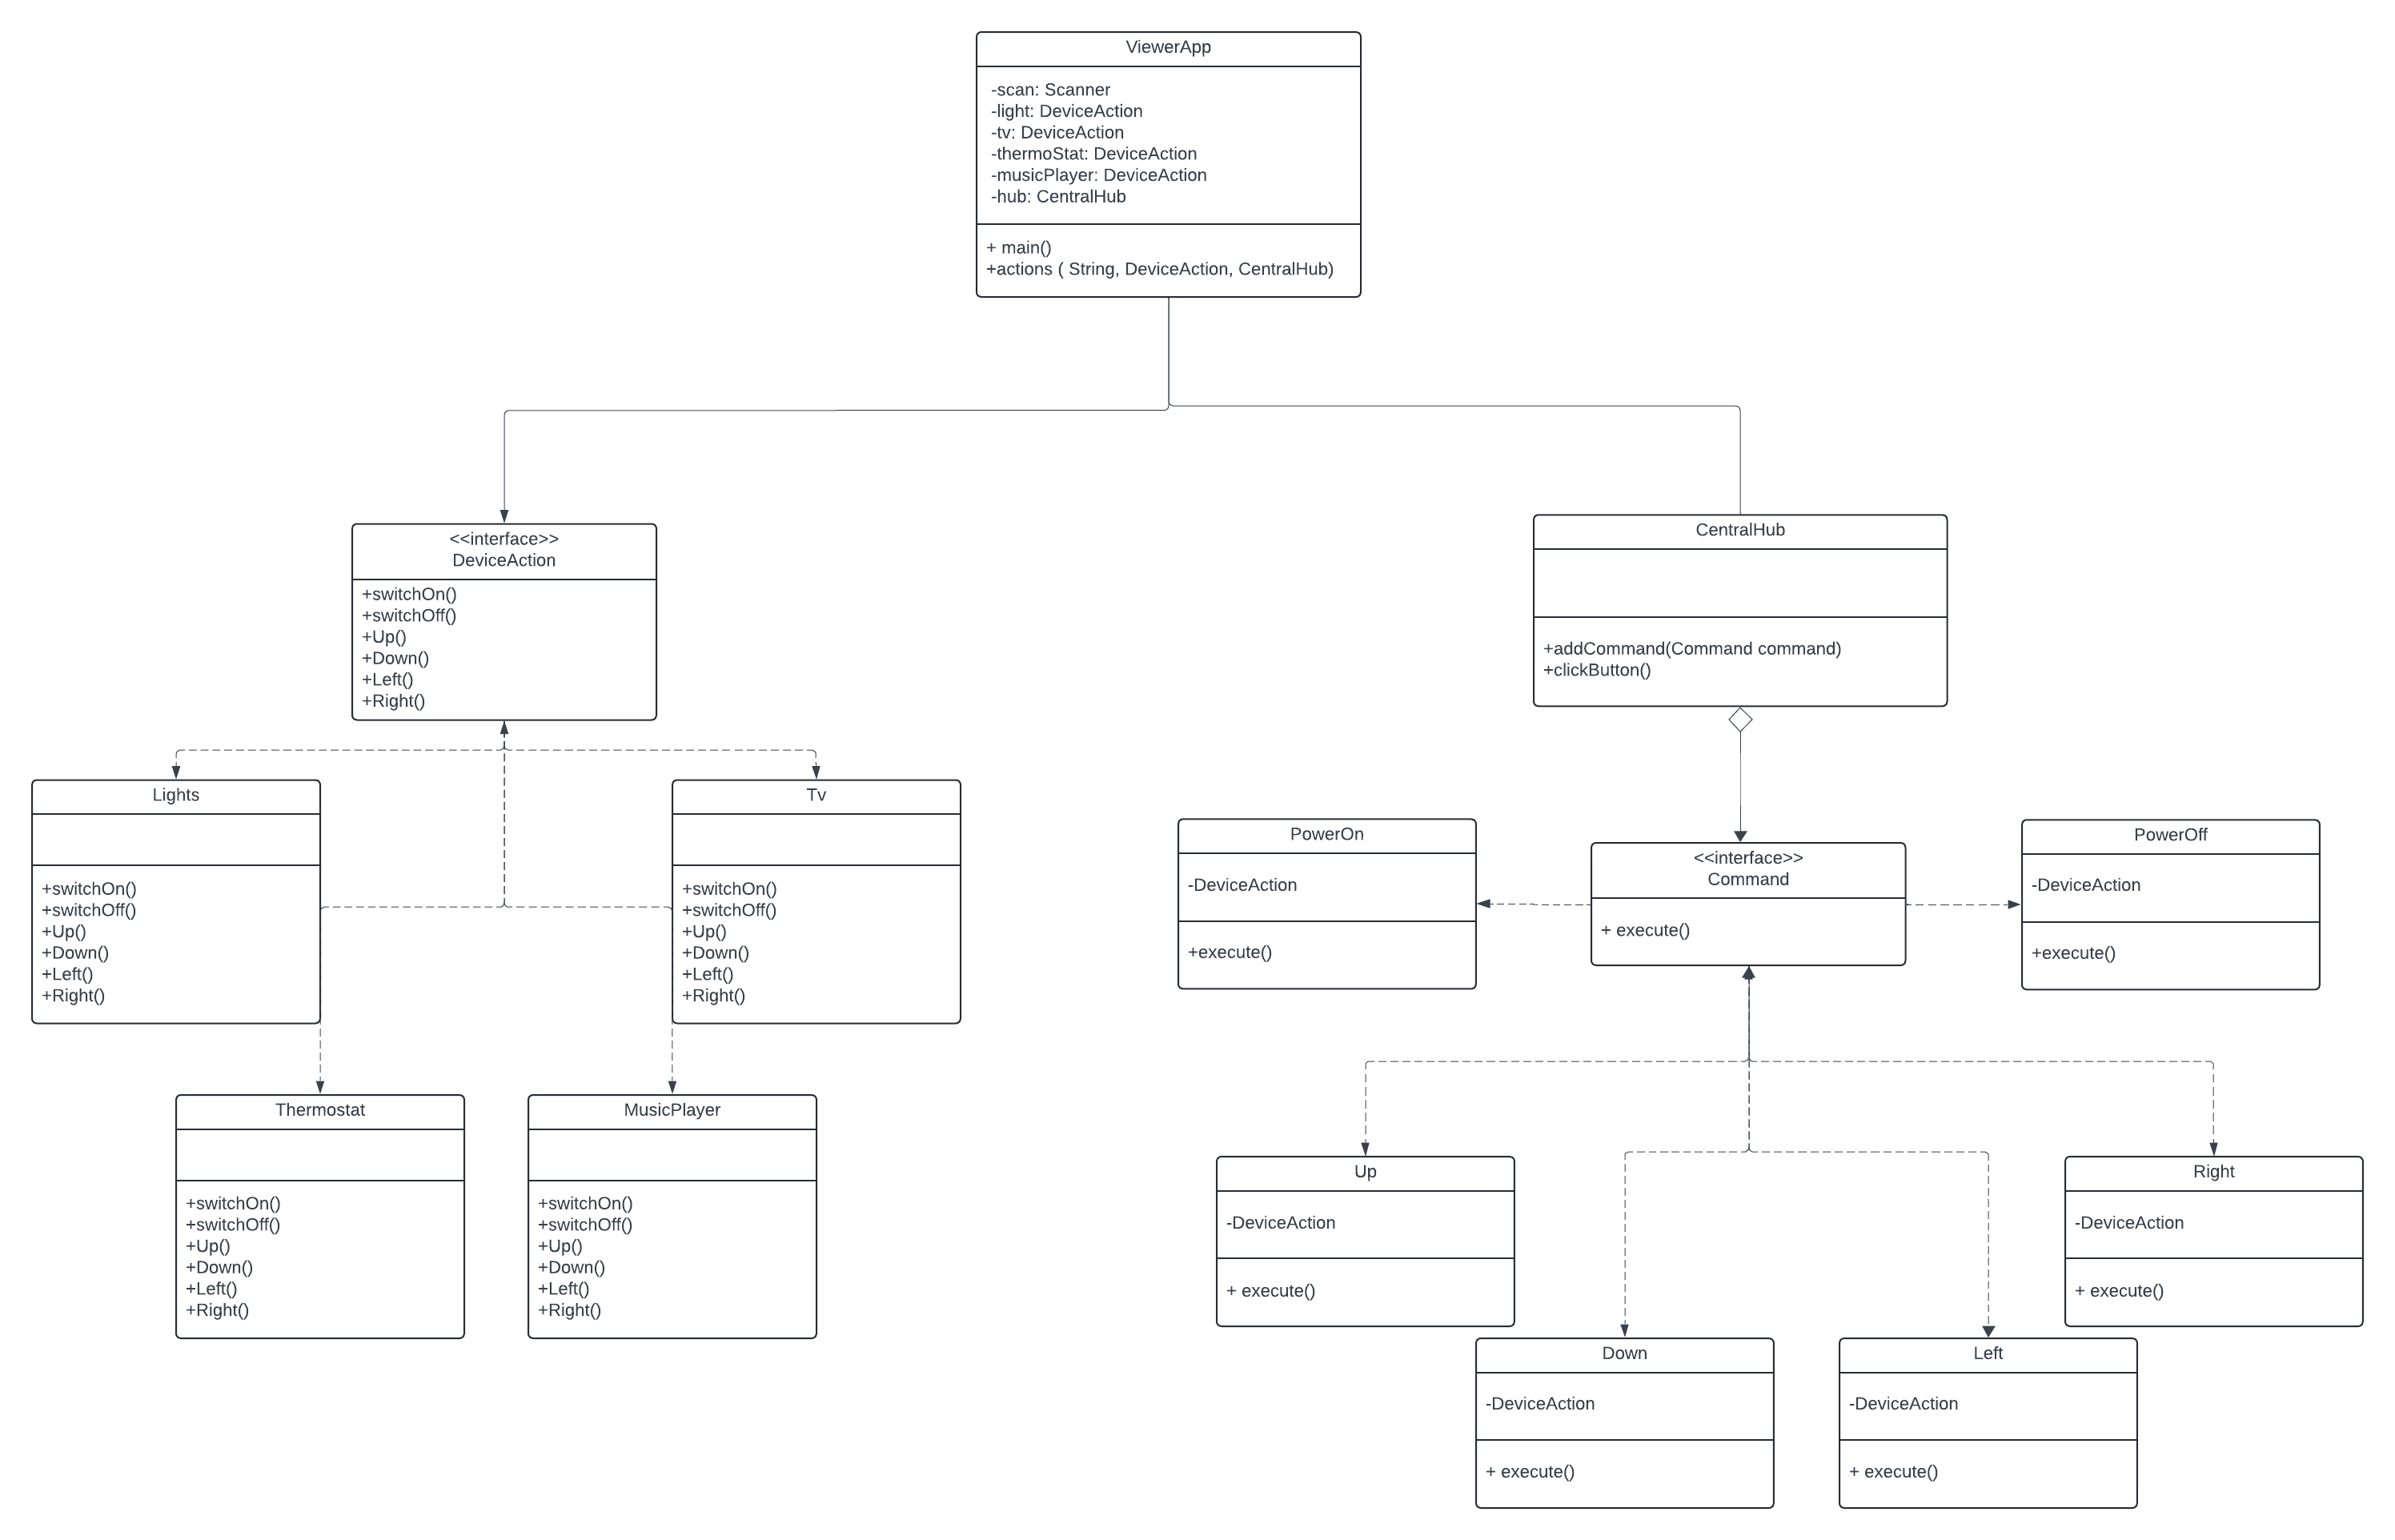 ViewerApp
-scan: Scanner
-light: DeviceAction
-tv: DeviceAction
-thermoStat: DeviceAction
-musicPlayer: DeviceAction
-hub: CentralHub
+ main()
+actions ( String, DeviceAction, CentralHub)
<<interface>>
DeviceAction
+switchOn()
+switchOff()
+Up()
+Down()
+Left()
+Right()
CentralHub
+addCommand(Command command)
+clickButton()
Lights
+switchOn()
+switchOff()
+Up()
+Down()
+Left()
+Right()
Tv
+switchOn()
+switchOff()
+Up()
+Down()
+Left()
+Right()
PowerOn
-DeviceAction
+execute()
<<interface>>
Command
+ execute()
PowerOff
-DeviceAction
+execute()
Thermostat
+switchOn()
+switchOff()
+Up()
+Down()
+Left()
+Right()
MusicPlayer
+switchOn()
+switchOff()
+Up()
+Down()
+Left()
+Right()
Up
-DeviceAction
+ execute()
Right
-DeviceAction
+ execute()
Down
-DeviceAction
+ execute()
Left
-DeviceAction
+ execute()